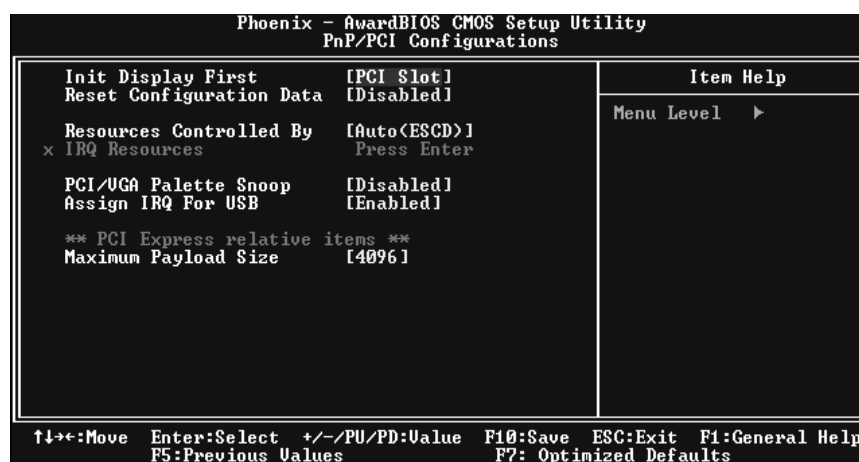 Phoenix - AwardBIOS CMOS Setup Utility
PnP/PCI Configurations
Init Display First [PCI Slot]
Reset Configuration Data [Disabled]
Resources Controlled By [Auto(ESCD)]
x IRQ Resources Press Enter
PCI/VGA Palette Snoop [Disabled]
Assign IRQ For USB [Enabled]
** PCI Express relative items **
Maximum Payload Size [4096]
Item Help
Menu Level ►
↑↓→←:Move Enter:Select +/-/PU/PD:Value F10:Save ESC:Exit F1:General Help
F5:Previous Values F7: Optimized Defaults